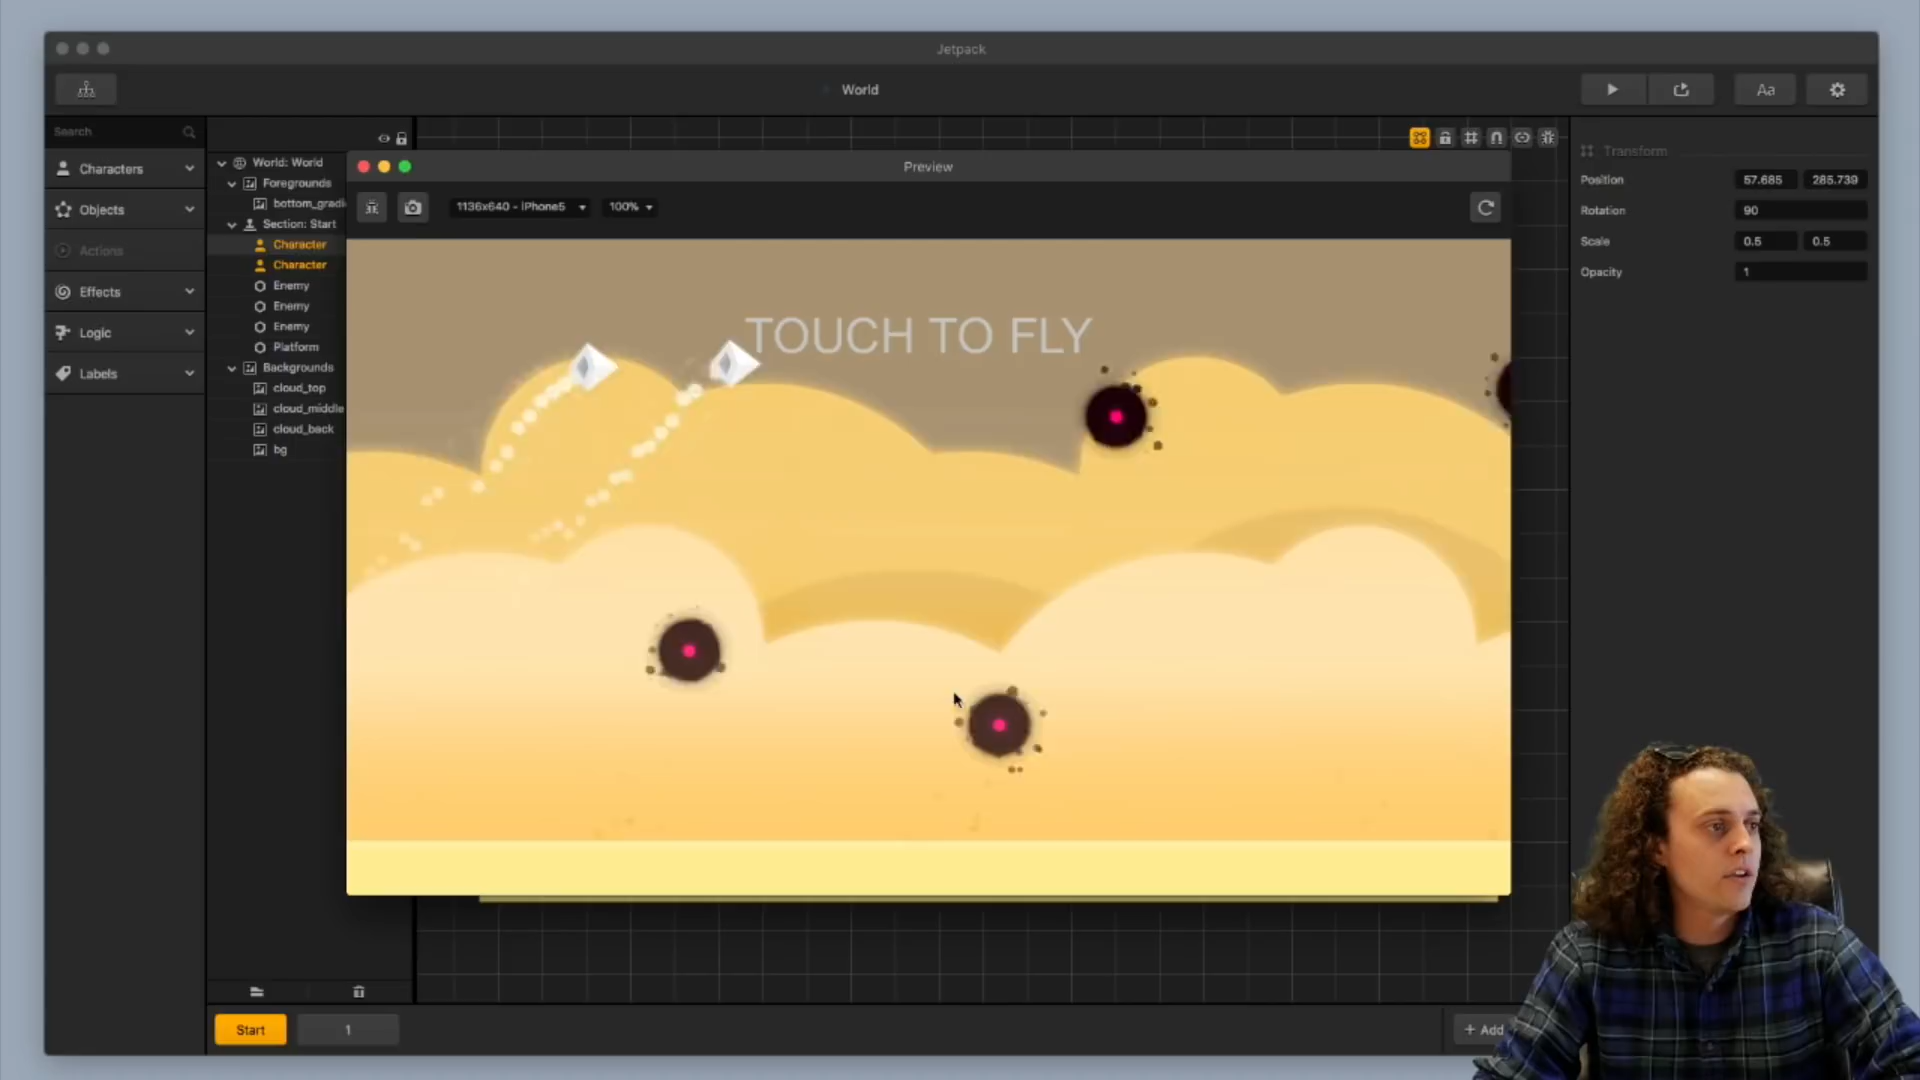 Jetpack
World
Aa
Search
Characters
Objects
Actions
Effects
Logic
Labels
World: World
Foregrounds
bottom_gradi
Section: Start
Character
Character
Enemy
Enemy
Enemy
Platform
Backgrounds
cloud_top
cloud_middle
cloud_back
bg
Preview
1136x640 - iPhone5
100%
TOUCH TO FLY
Transform
Position 57.685 285.739
Rotation 90
Scale 0.5 0.5
Opacity 1
Start
1
+ Add